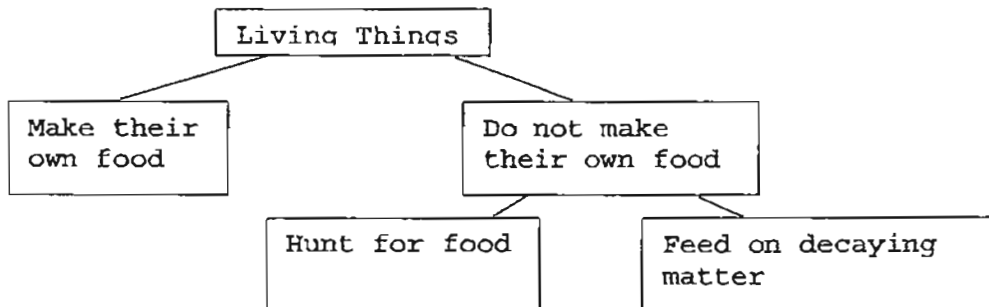 Living Things
Make their
own food
Do not make
their own food
Hunt for food
Feed on decaying
matter